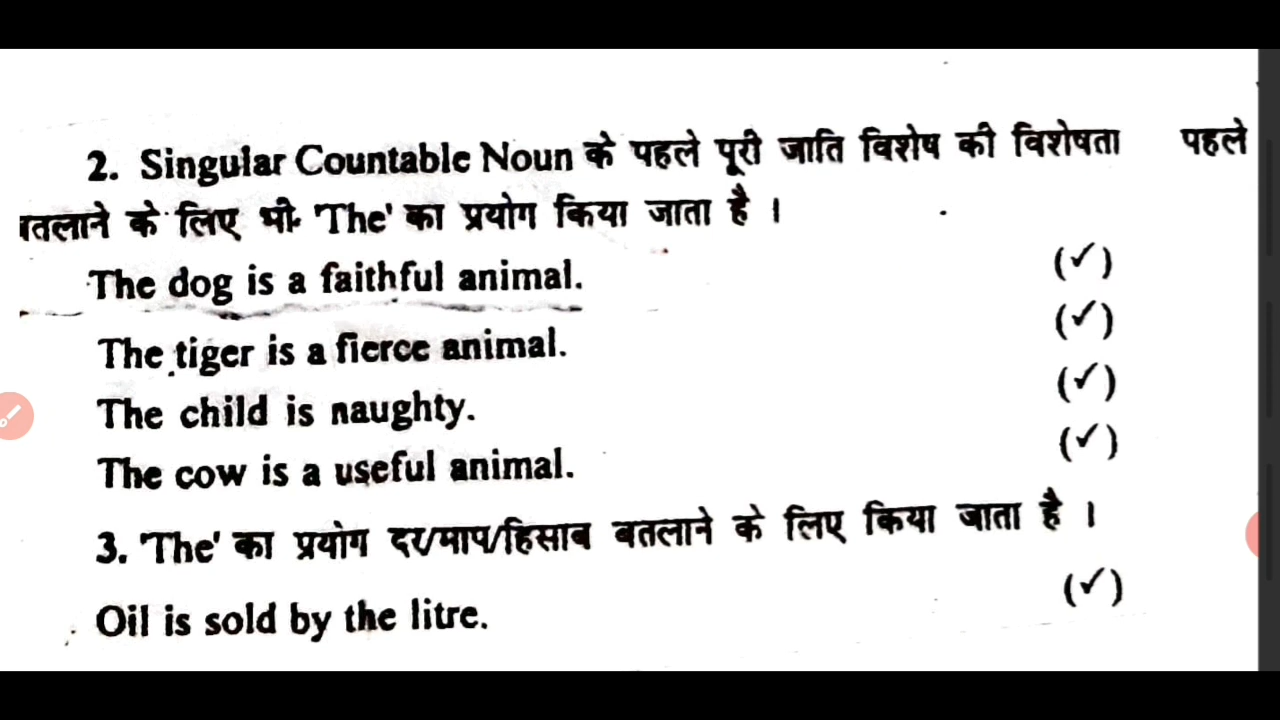 2. Singular Countable Noun के पहले पूरी जाति विशेष की विशेषता पहले
बतलाने के लिए भी 'The' का प्रयोग किया जाता है ।
The dog is a faithful animal. (✓)
The tiger is a fierce animal. (✓)
The child is naughty. (✓)
The cow is a useful animal. (✓)
3. 'The' का प्रयोग दर/माप/हिसाब बतलाने के लिए किया जाता है ।
Oil is sold by the litre. (✓)